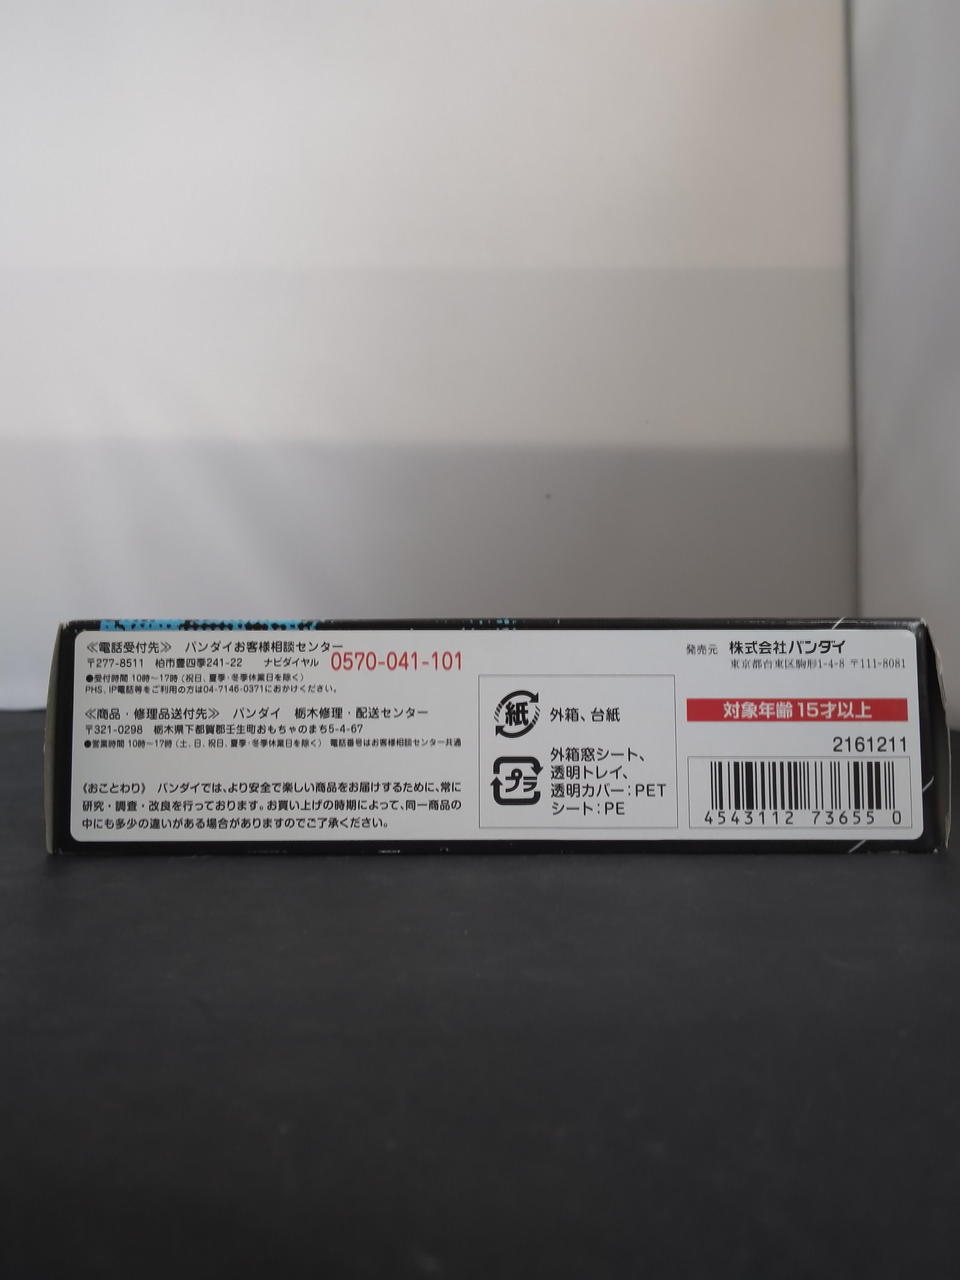 ≪電話受付先≫ バンダイお客様相談センター
〒277-8511 柏市豊四季241-22 ナビダイヤル 0570-041-101
●受付時間 10時〜17時 (祝日、夏季・冬季休業日を除く)
PHS、IP電話等をご利用の方は04-7146-0371におかけください。
≪商品・修理品送付先≫ バンダイ 栃木修理・配送センター
〒321-0298 栃木県下都賀郡壬生町おもちゃのまち5-4-67
●営業時間 10時〜17時 (土、日、祝日、夏季・冬季休業日を除く) 電話番号はお客様相談センター共通
《おことわり》 バンダイでは、より安全で楽しい商品をお届けするために、常に
研究・調査・改良を行っております。お買い上げの時期によって、同一商品の
中にも多少の違いがある場合がありますのでご了承ください。
紙 外箱、台紙
プラ 外箱窓シート、
透明トレイ、
透明カバー:PET
シート:PE
発売元 株式会社バンダイ
東京都台東区駒形1-4-8 〒111-8081
対象年齢 15才以上
2161211
4543112 73655 0